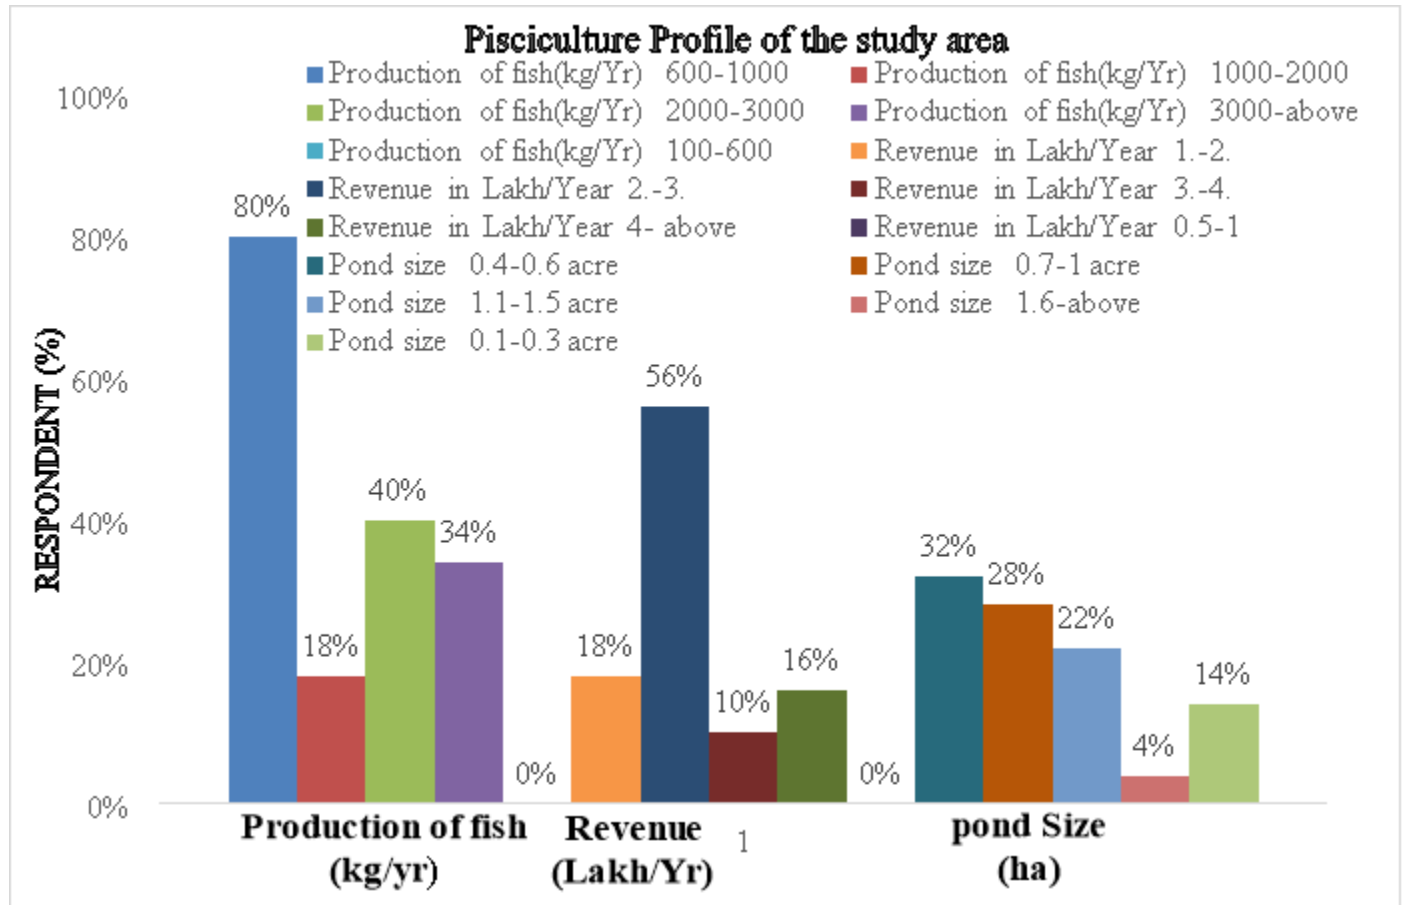 Pisciculture Profile of the study area
Production of fish(kg/Yr) 600-1000
Production of fish(kg/Yr) 1000-2000
Production of fish(kg/Yr) 2000-3000
Production of fish(kg/Yr) 3000-above
Production of fish(kg/Yr) 100-600
Revenue in Lakh/Year 1.-2.
Revenue in Lakh/Year 2.-3.
Revenue in Lakh/Year 3.-4.
Revenue in Lakh/Year 4- above
Revenue in Lakh/Year 0.5-1
Pond size 0.4-0.6 acre
Pond size 0.7-1 acre
Pond size 1.1-1.5 acre
Pond size 1.6-above
Pond size 0.1-0.3 acre
RESPONDENT (%)
100%
80%
60%
40%
20%
0%
80%
18%
40%
34%
0%
18%
56%
10%
16%
0%
32%
28%
22%
4%
14%
Production of fish
(kg/yr)
Revenue
(Lakh/Yr)
1
pond Size
(ha)